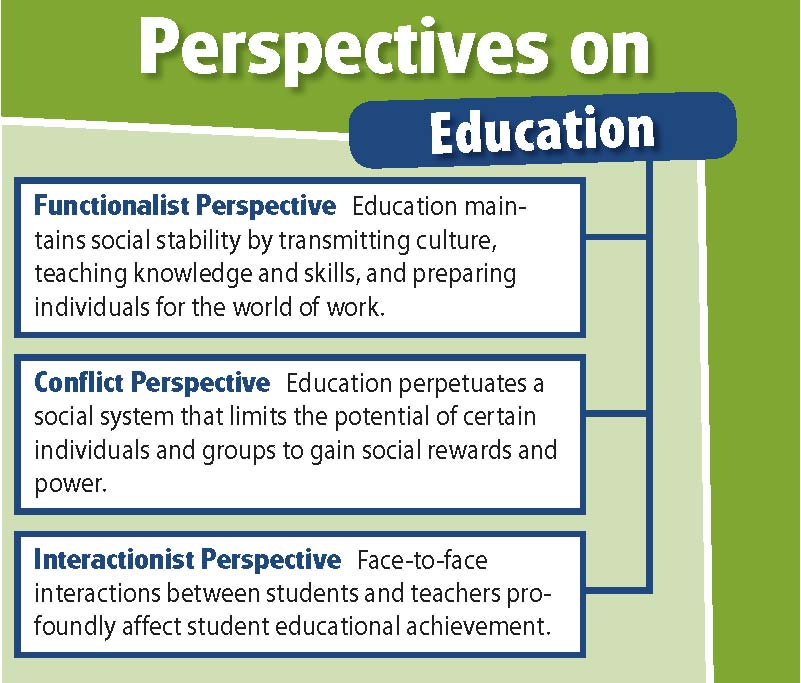 Perspectives on
Education
Functionalist Perspective Education main-
tains social stability by transmitting culture,
teaching knowledge and skills, and preparing
individuals for the world of work.
Conflict Perspective Education perpetuates a
social system that limits the potential of certain
individuals and groups to gain social rewards and
power.
Interactionist Perspective Face-to-face
interactions between students and teachers pro-
foundly affect student educational achievement.